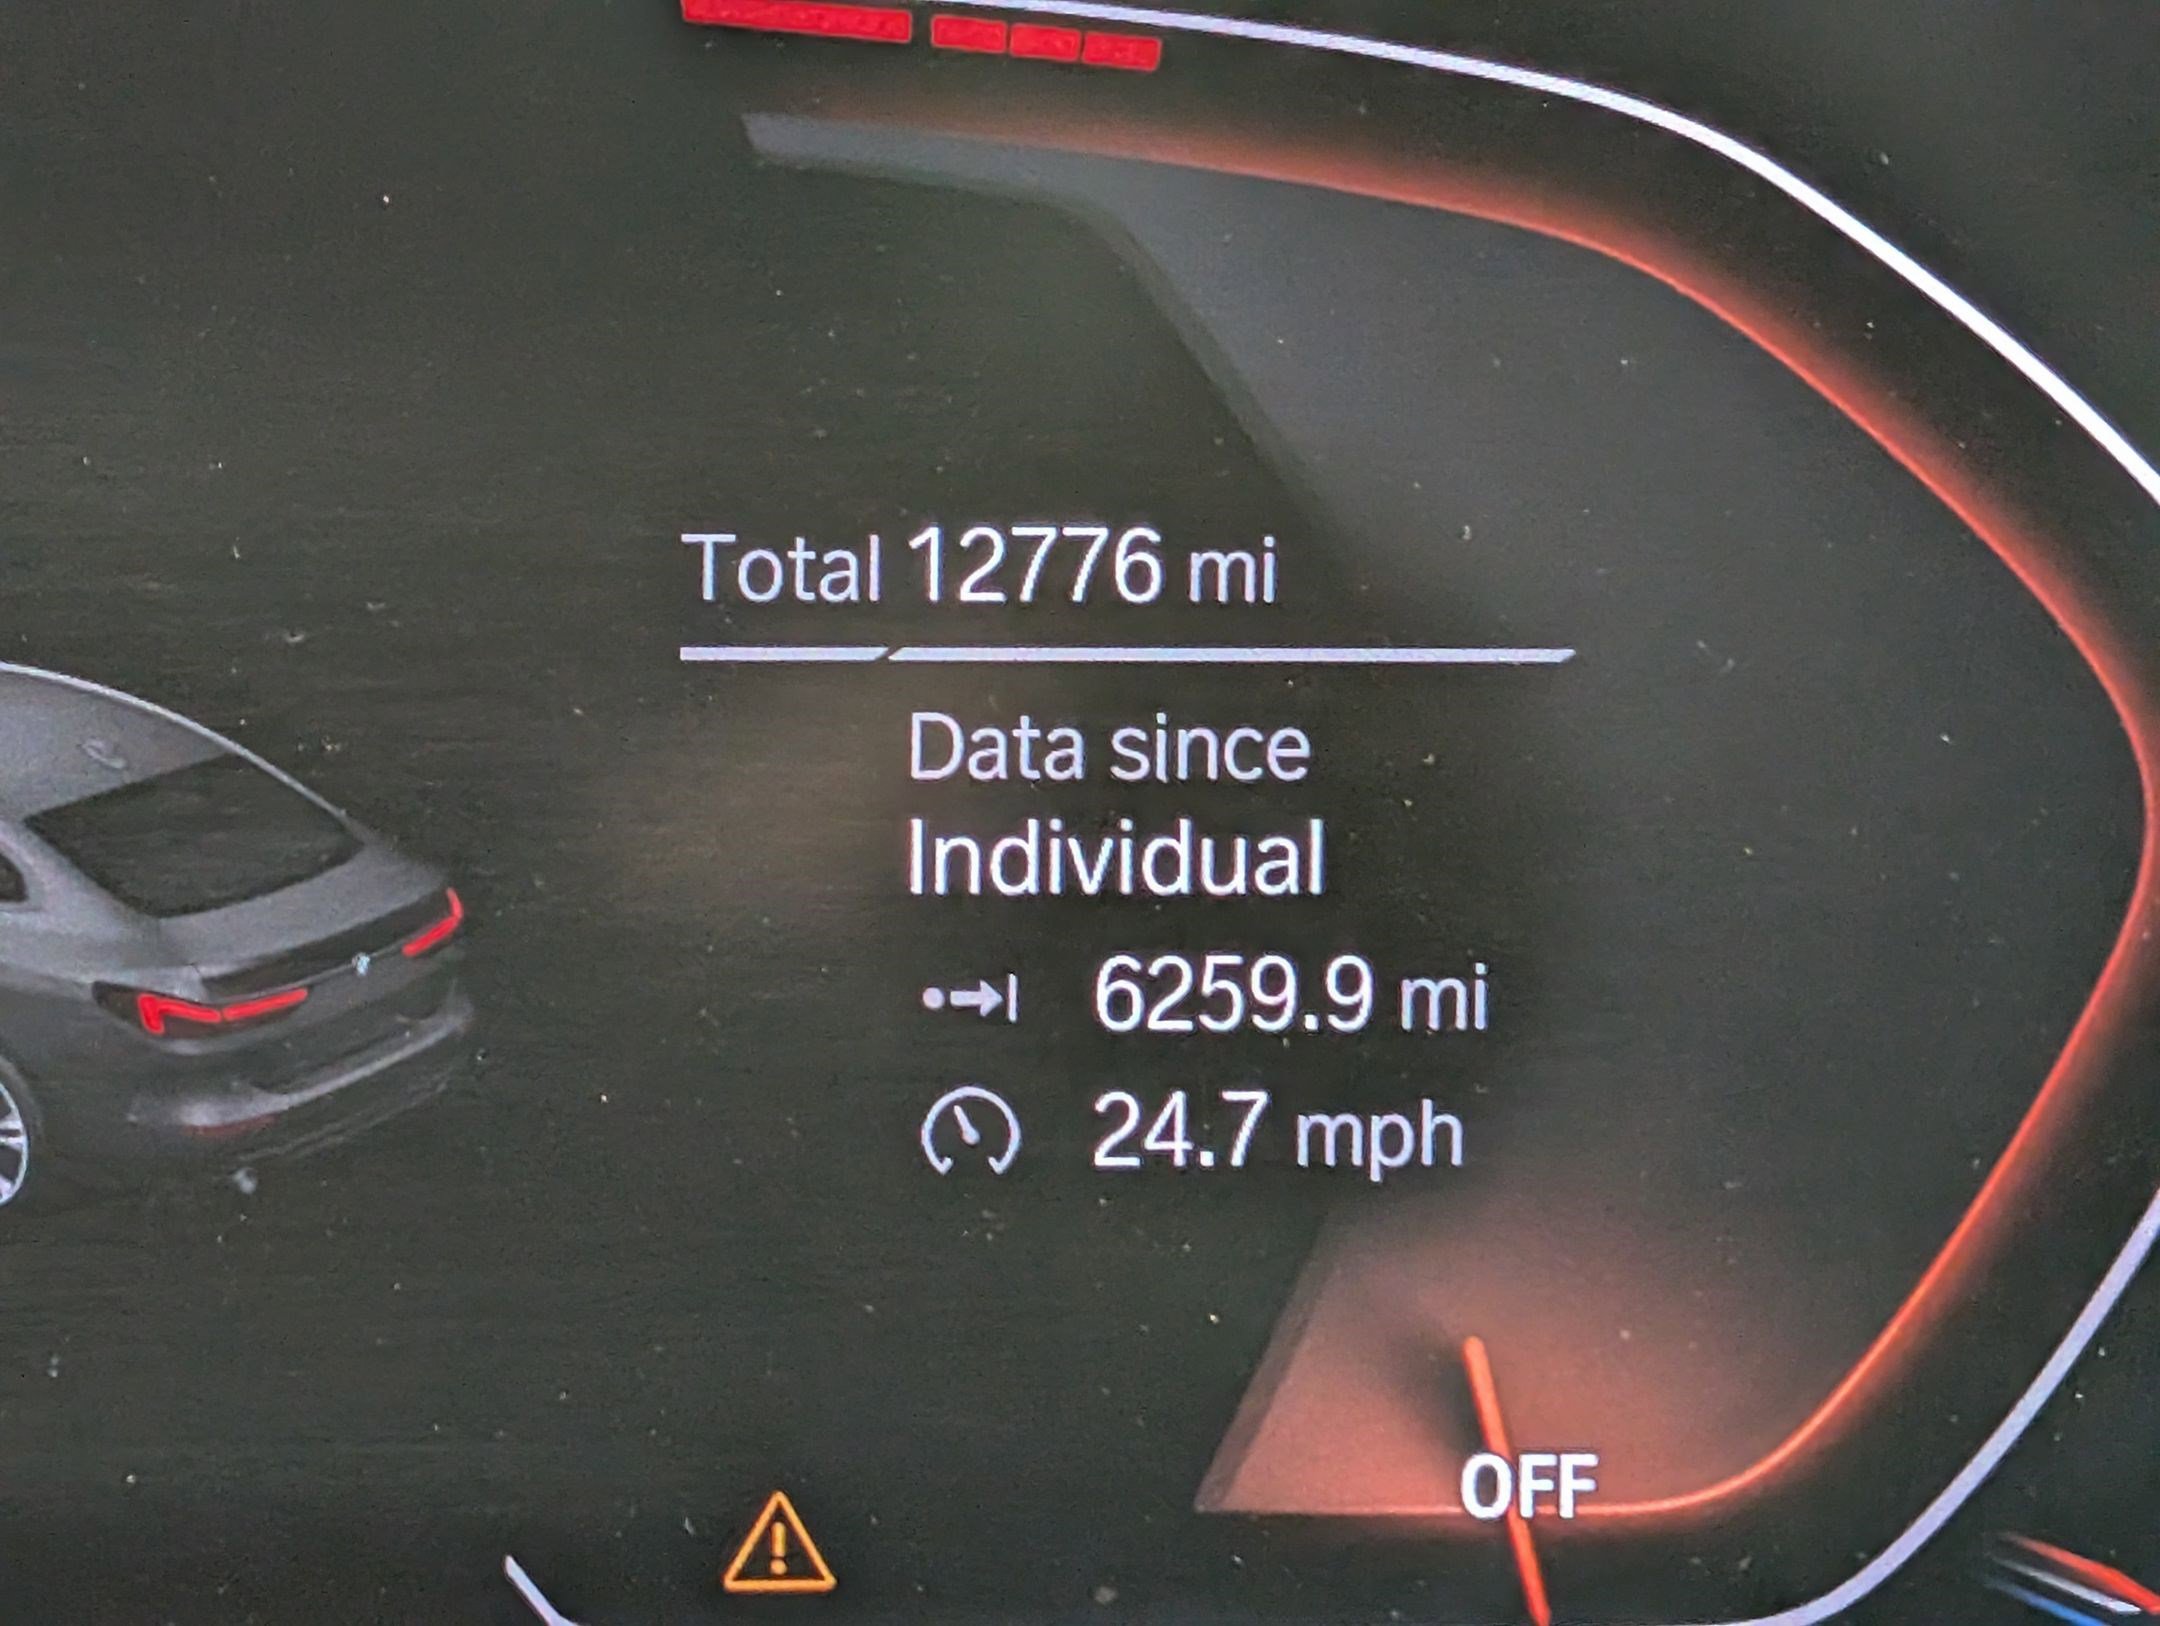 Total 12776 mi
Data since
Individual
6259.9 mi
24.7 mph
OFF